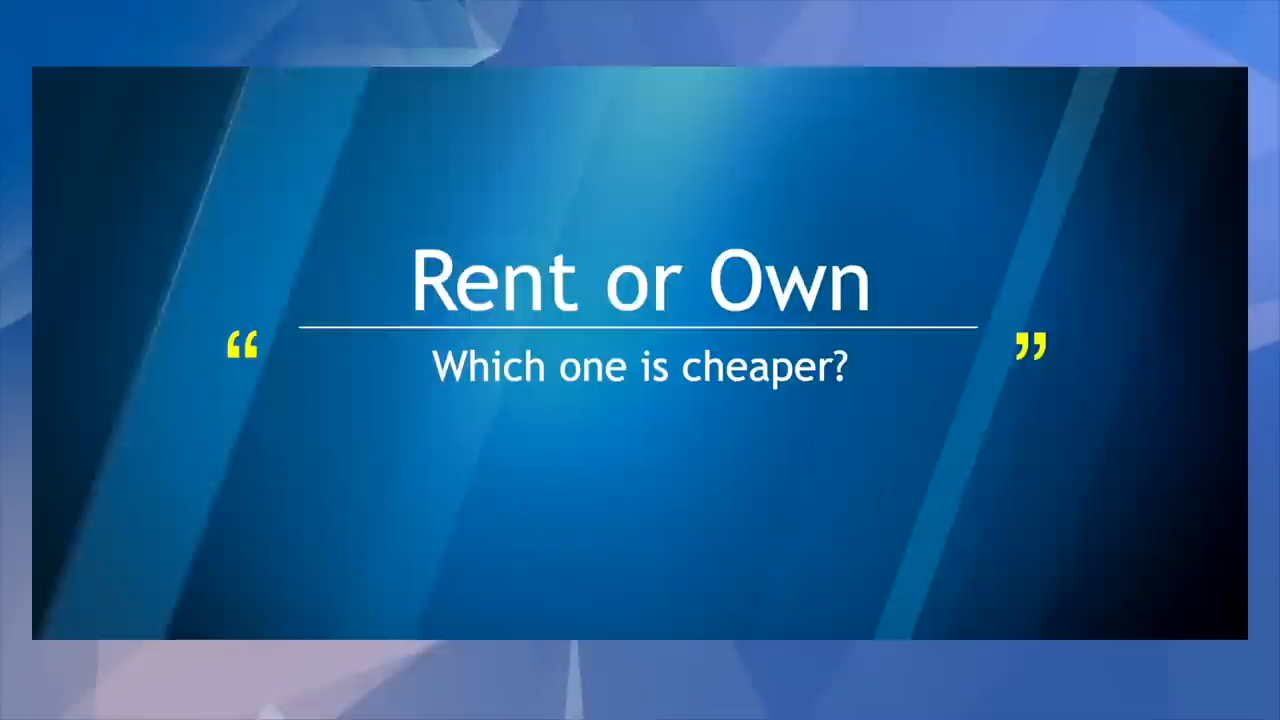 Rent or Own
“ Which one is cheaper? ”